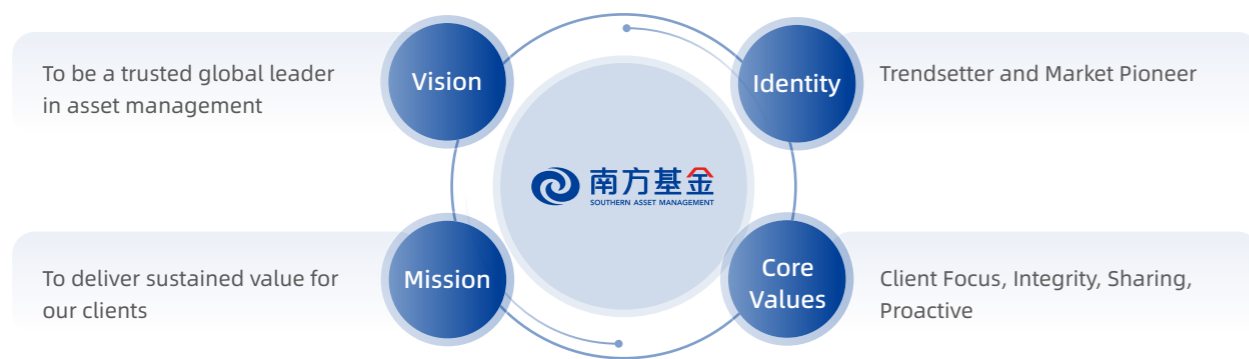 Vision
To be a trusted global leader
in asset management
Identity
Trendsetter and Market Pioneer
南方基金
SOUTHERN ASSET MANAGEMENT
Mission
To deliver sustained value for
our clients
Core
Values
Client Focus, Integrity, Sharing,
Proactive